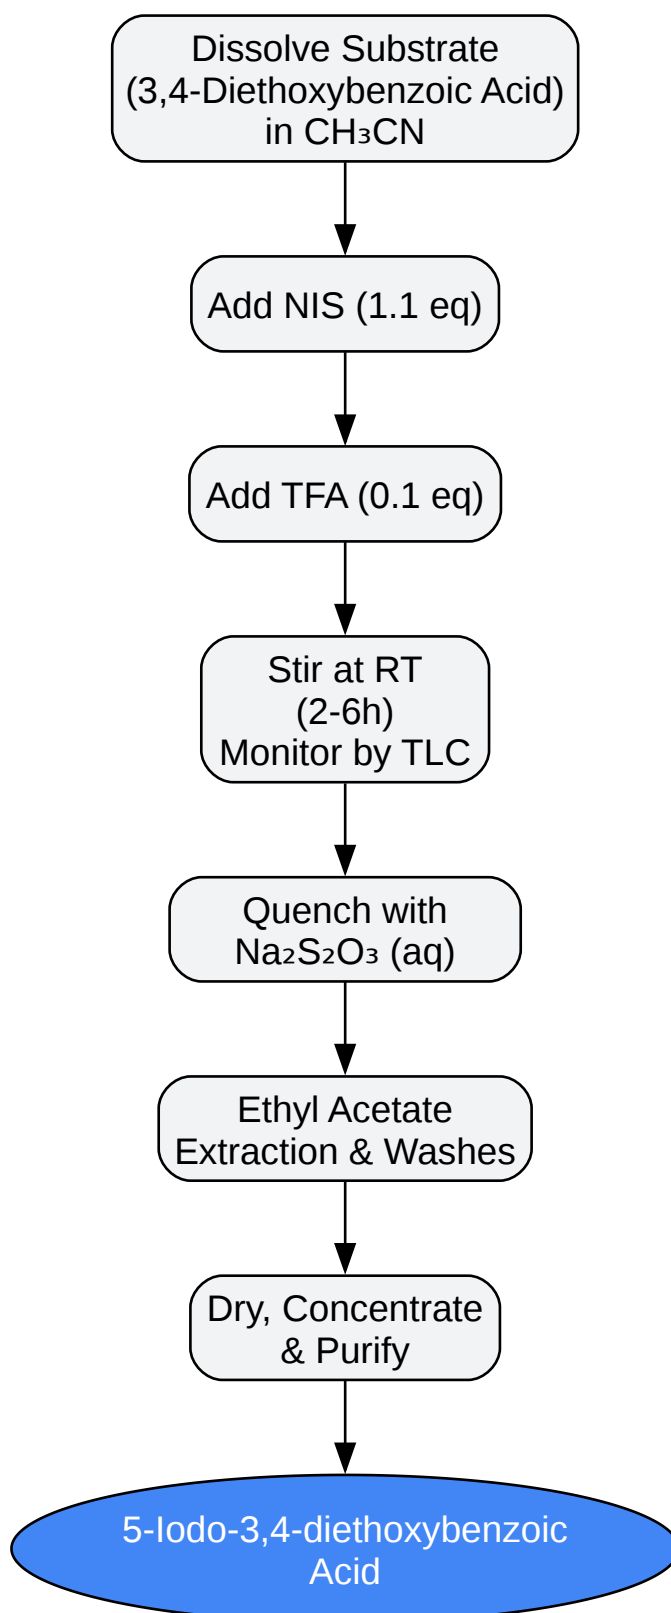 Dissolve Substrate
(3,4-Diethoxybenzoic Acid)
in CH₃CN
Add NIS (1.1 eq)
Add TFA (0.1 eq)
Stir at RT
(2-6h)
Monitor by TLC
Quench with
Na₂S₂O₃ (aq)
Ethyl Acetate
Extraction & Washes
Dry, Concentrate
& Purify
5-Iodo-3,4-diethoxybenzoic
Acid